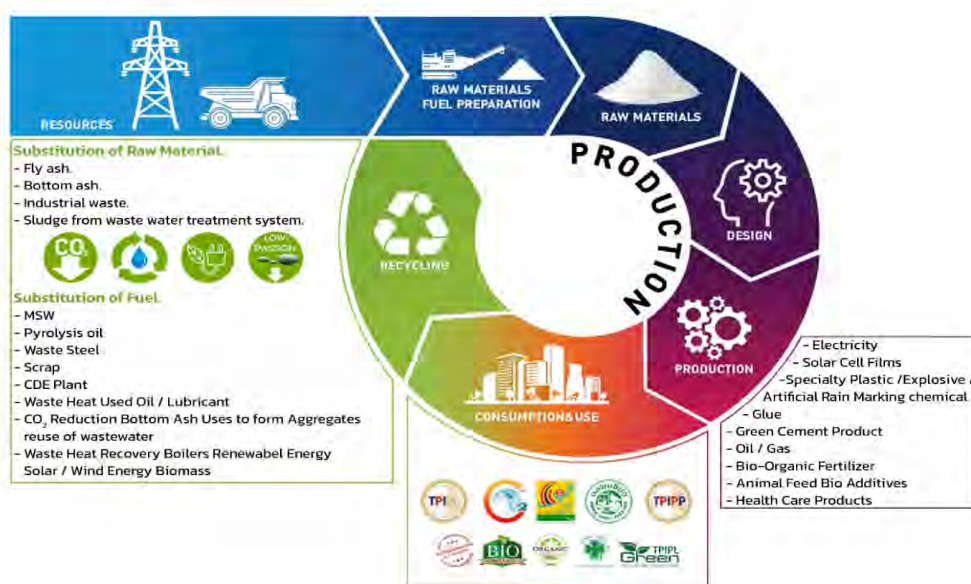 RESOURCES
RAW MATERIALS
FUEL PREPARATION
RAW MATERIALS
DESIGN
PRODUCTION
CONSUMPTION&USE
RECYCLING
PRODUCTION
Substitution of Raw Material.
- Fly ash.
- Bottom ash.
- Industrial waste.
- Sludge from waste water treatment system.
CO₂
LOW
EMISSION
Substitution of Fuel.
- MSW
- Pyrolysis oil
- Waste Steel
- Scrap
- CDE Plant
- Waste Heat Used Oil / Lubricant
- CO₂ Reduction Bottom Ash Uses to form Aggregates
reuse of wastewater
- Waste Heat Recovery Boilers Renewabel Energy
Solar / Wind Energy Biomass
- Electricity
- Solar Cell Films
-Specialty Plastic /Explosive /
Artificial Rain Marking chemical
- Glue
- Green Cement Product
- Oil / Gas
- Bio-Organic Fertilizer
- Animal Feed Bio Additives
- Health Care Products
TPI
2
TPIPP
BIO
ORGANIC
TPIPL
Green